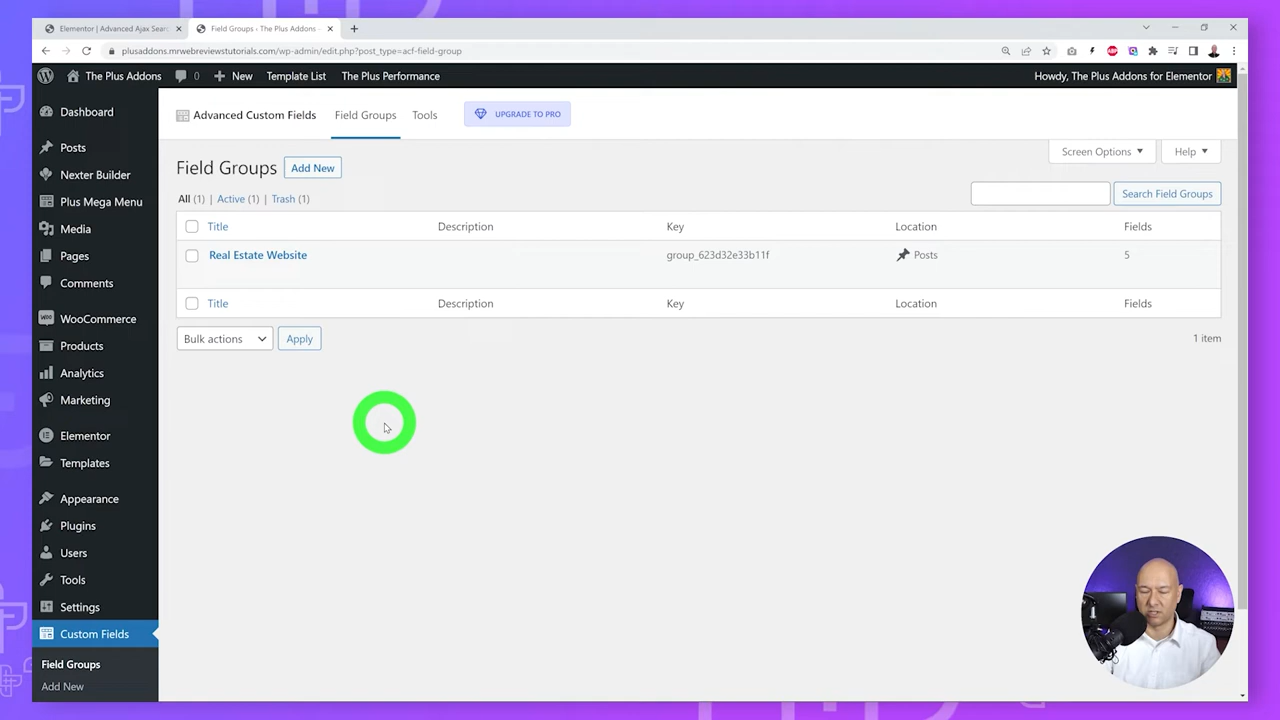 Elementor | Advanced Ajax Sear
Field Groups ‹ The Plus Addons
plusaddons.mrwebreviewstutorials.com/wp-admin/edit.php?post_type=acf-field-group
ABP
The Plus Addons
0
New
Template List
The Plus Performance
Howdy, The Plus Addons for Elementor
Dashboard
Posts
Nexter Builder
Plus Mega Menu
Media
Pages
Comments
WooCommerce
Products
Analytics
Marketing
Elementor
Templates
Appearance
Plugins
Users
Tools
Settings
Custom Fields
Field Groups
Add New
Advanced Custom Fields
Field Groups
Tools
UPGRADE TO PRO
Screen Options
Help
Field Groups
Add New
All (1) | Active (1) | Trash (1)
Search Field Groups
Title Description Key Location Fields
Real Estate Website group_623d32e33b11f Posts 5
Title Description Key Location Fields
Bulk actions
Apply
1 item